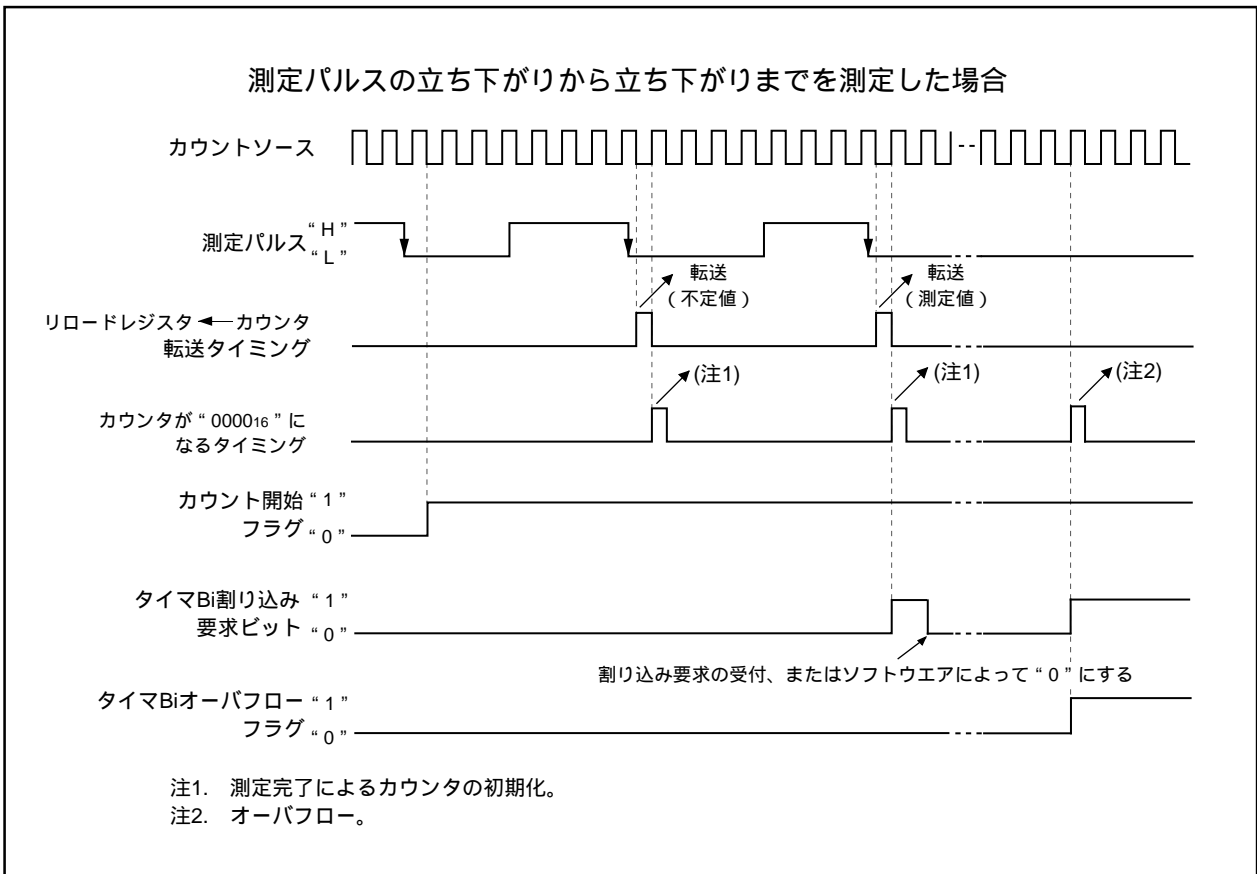 測定パルスの立ち下がりから立ち下がりまでを測定した場合
カウントソース
測定パルス “ H ”
“ L ”
転送
（不定値）
転送
（測定値）
リロードレジスタ ← カウンタ
転送タイミング
(注1)
(注1)
(注2)
カウンタが “ 000016 ” に
なるタイミング
カウント開始 “ 1 ”
フラグ “ 0 ”
タイマBi割り込み “ 1 ”
要求ビット “ 0 ”
割り込み要求の受付、またはソフトウエアによって “ 0 ” にする
タイマBiオーバフロー “ 1 ”
フラグ “ 0 ”
注1. 測定完了によるカウンタの初期化。
注2. オーバフロー。